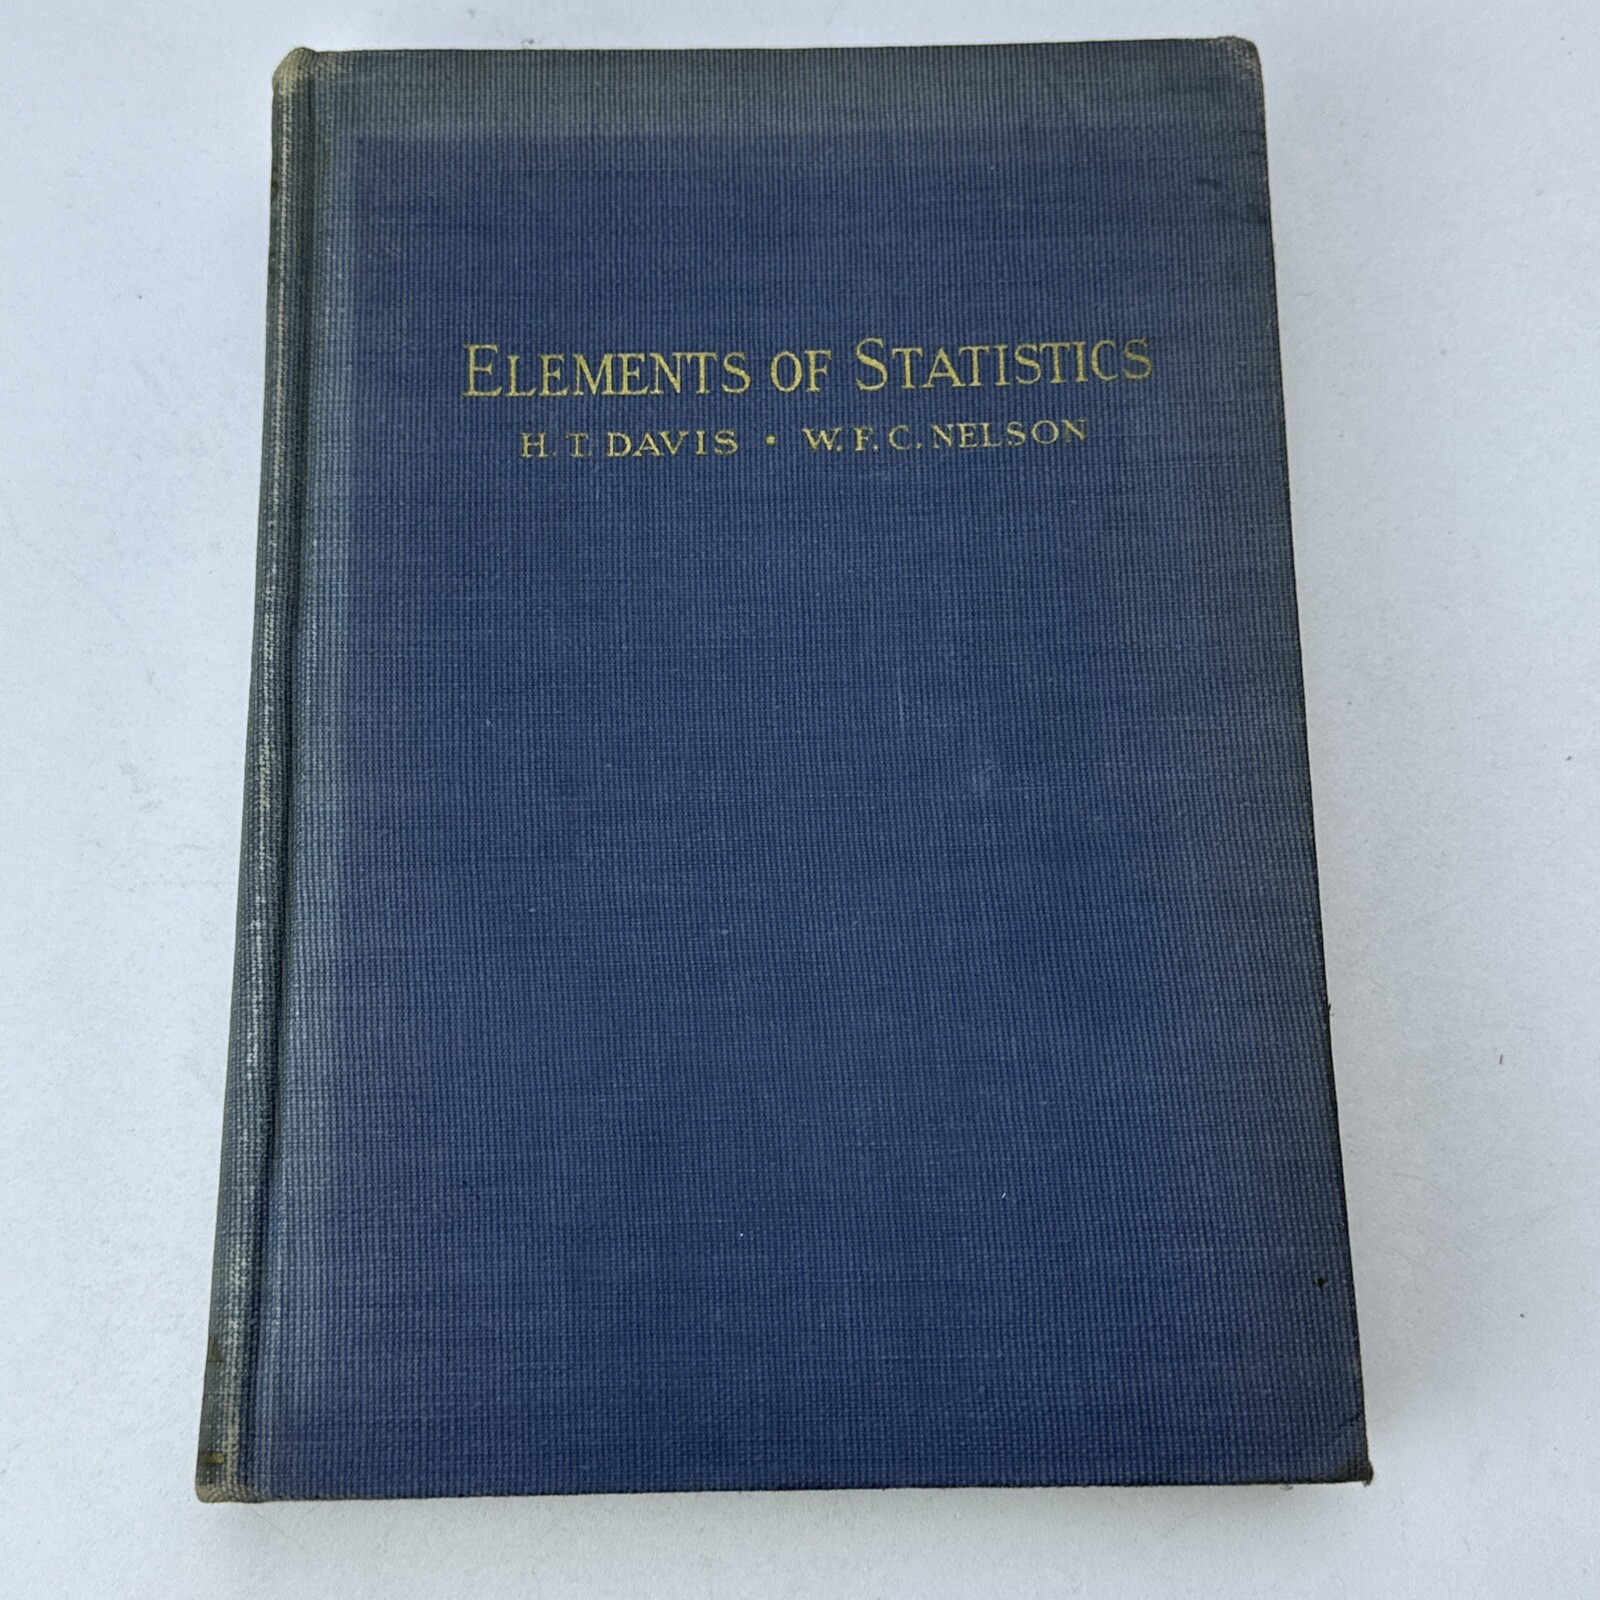 ELEMENTS OF STATISTICS
H. T. DAVIS • W. F. C. NELSON